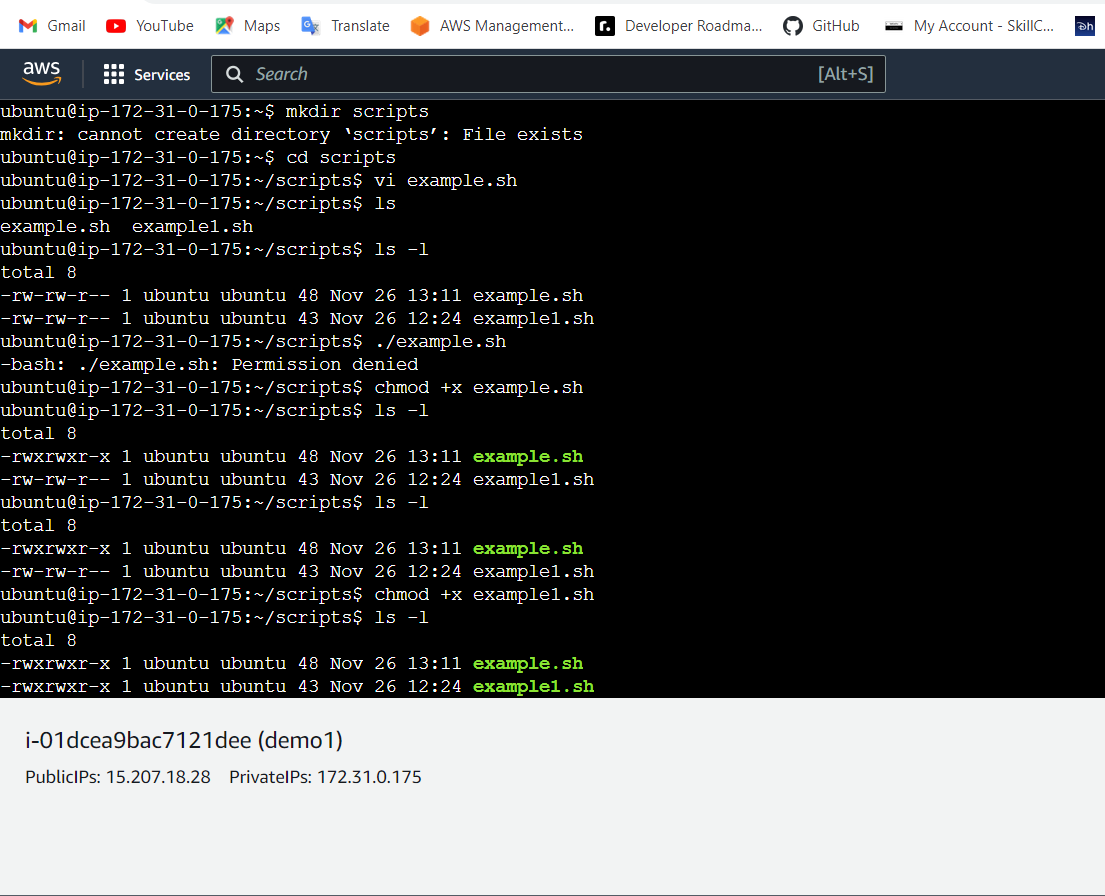 Gmail YouTube Maps Translate AWS Management... Developer Roadma... GitHub My Account - SkillC...
aws Services Search [Alt+S]
ubuntu@ip-172-31-0-175:~$ mkdir scripts
mkdir: cannot create directory ‘scripts’: File exists
ubuntu@ip-172-31-0-175:~$ cd scripts
ubuntu@ip-172-31-0-175:~/scripts$ vi example.sh
ubuntu@ip-172-31-0-175:~/scripts$ ls
example.sh  example1.sh
ubuntu@ip-172-31-0-175:~/scripts$ ls -l
total 8
-rw-rw-r-- 1 ubuntu ubuntu 48 Nov 26 13:11 example.sh
-rw-rw-r-- 1 ubuntu ubuntu 43 Nov 26 12:24 example1.sh
ubuntu@ip-172-31-0-175:~/scripts$ ./example.sh
-bash: ./example.sh: Permission denied
ubuntu@ip-172-31-0-175:~/scripts$ chmod +x example.sh
ubuntu@ip-172-31-0-175:~/scripts$ ls -l
total 8
-rwxrwxr-x 1 ubuntu ubuntu 48 Nov 26 13:11 example.sh
-rw-rw-r-- 1 ubuntu ubuntu 43 Nov 26 12:24 example1.sh
ubuntu@ip-172-31-0-175:~/scripts$ ls -l
total 8
-rwxrwxr-x 1 ubuntu ubuntu 48 Nov 26 13:11 example.sh
-rw-rw-r-- 1 ubuntu ubuntu 43 Nov 26 12:24 example1.sh
ubuntu@ip-172-31-0-175:~/scripts$ chmod +x example1.sh
ubuntu@ip-172-31-0-175:~/scripts$ ls -l
total 8
-rwxrwxr-x 1 ubuntu ubuntu 48 Nov 26 13:11 example.sh
-rwxrwxr-x 1 ubuntu ubuntu 43 Nov 26 12:24 example1.sh
i-01dcea9bac7121dee (demo1)
PublicIPs: 15.207.18.28 PrivateIPs: 172.31.0.175